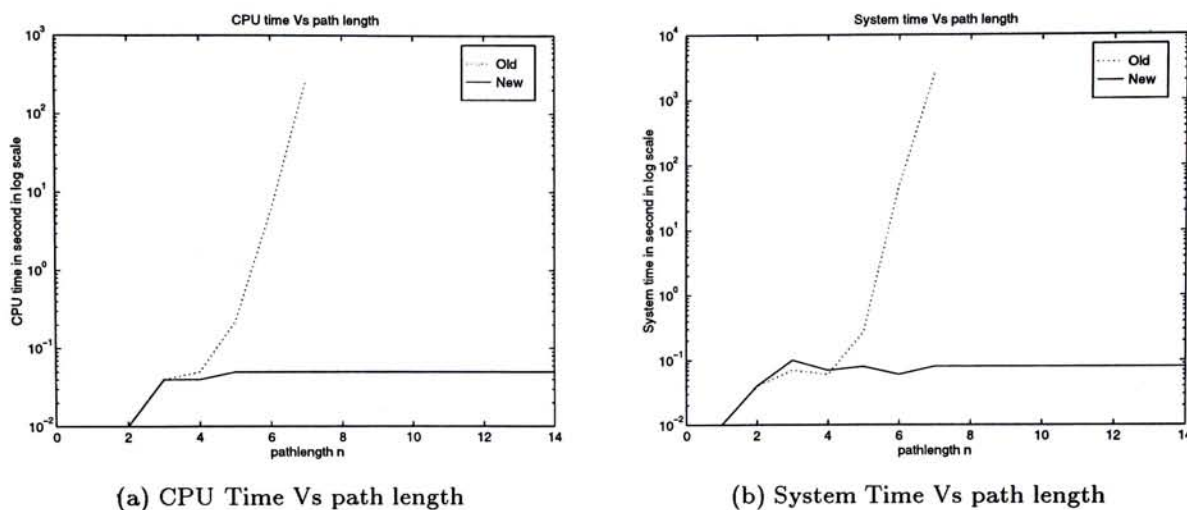 CPU time Vs path length
10^3
10^2
10^1
10^0
10^-1
10^-2
CPU time in second in log scale
Old
New
0 2 4 6 8 10 12 14
pathlength n
(a) CPU Time Vs path length
System time Vs path length
10^4
10^3
10^2
10^1
10^0
10^-1
10^-2
System time in second in log scale
Old
New
0 2 4 6 8 10 12 14
pathlength n
(b) System Time Vs path length